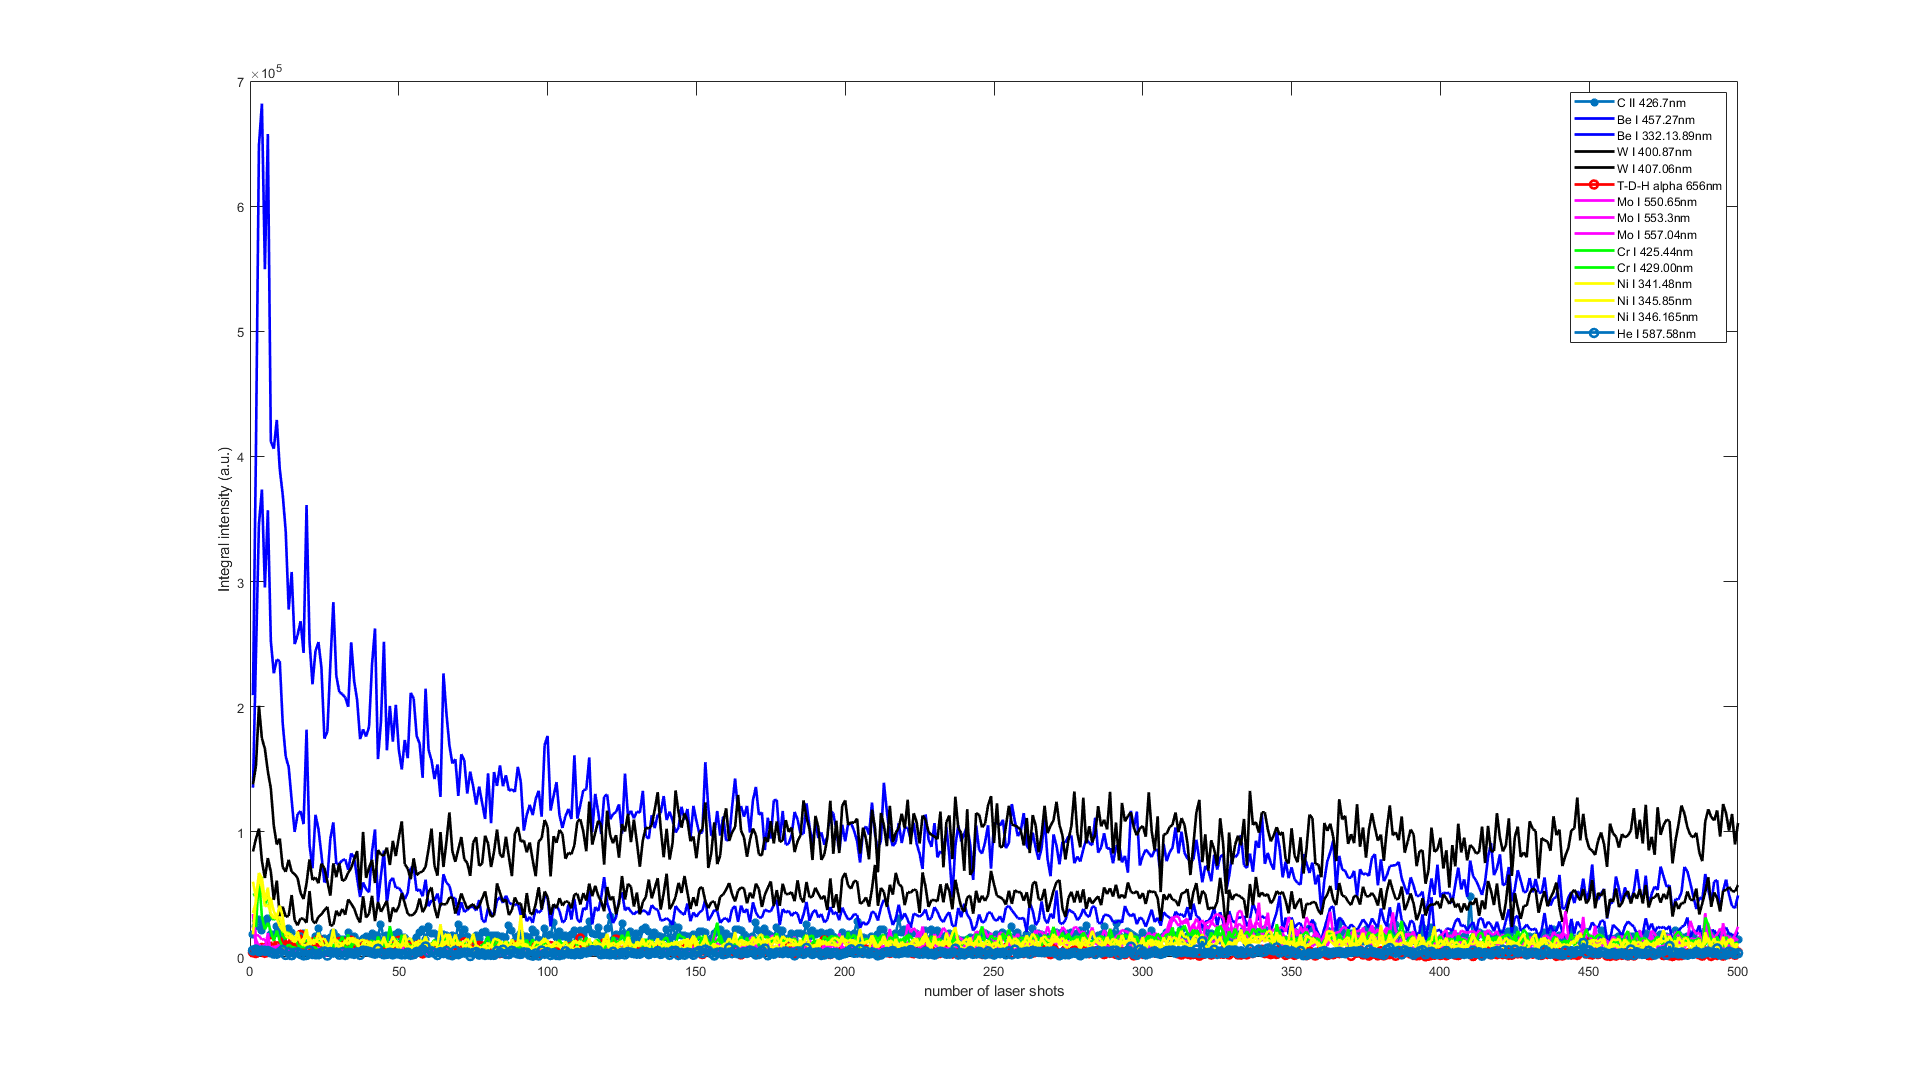 ×10^5
7
6
5
4
3
2
1
0
Integral intensity (a.u.)
0 50 100 150 200 250 300 350 400 450 500
number of laser shots
C II 426.7nm
Be I 457.27nm
Be I 332.13.89nm
W I 400.87nm
W I 407.06nm
T-D-H alpha 656nm
Mo I 550.65nm
Mo I 553.3nm
Mo I 557.04nm
Cr I 425.44nm
Cr I 429.00nm
Ni I 341.48nm
Ni I 345.85nm
Ni I 346.165nm
He I 587.58nm